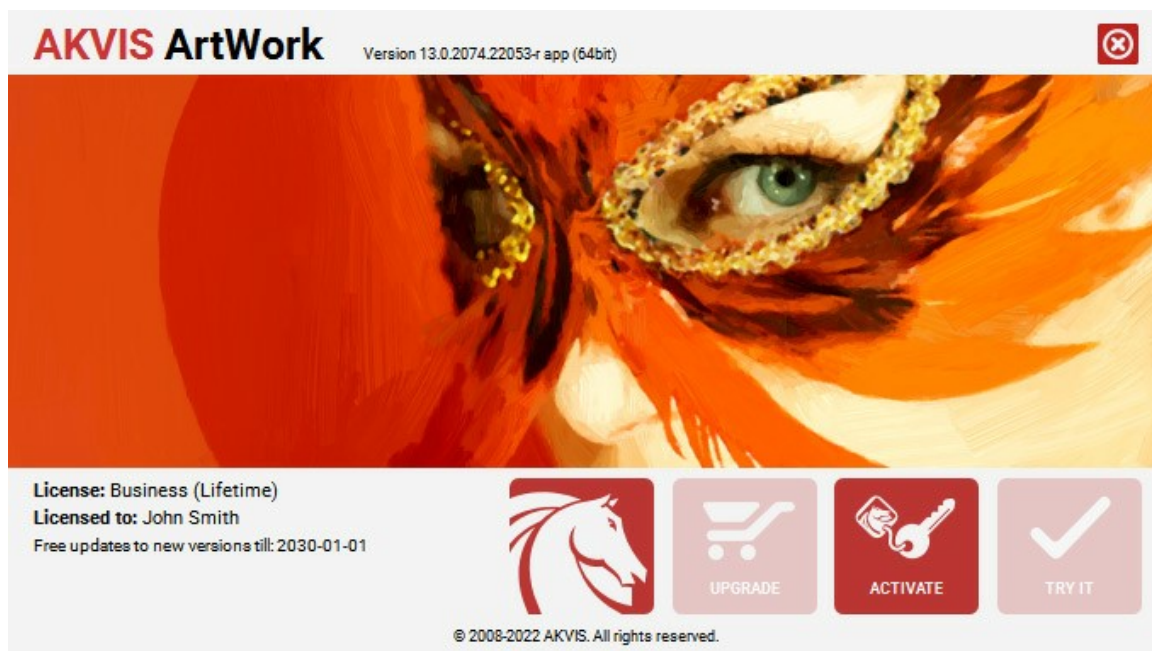 AKVIS ArtWork Version 13.0.2074.22053-r app (64bit)
License: Business (Lifetime)
Licensed to: John Smith
Free updates to new versions till: 2030-01-01
UPGRADE ACTIVATE TRY IT
© 2008-2022 AKVIS. All rights reserved.